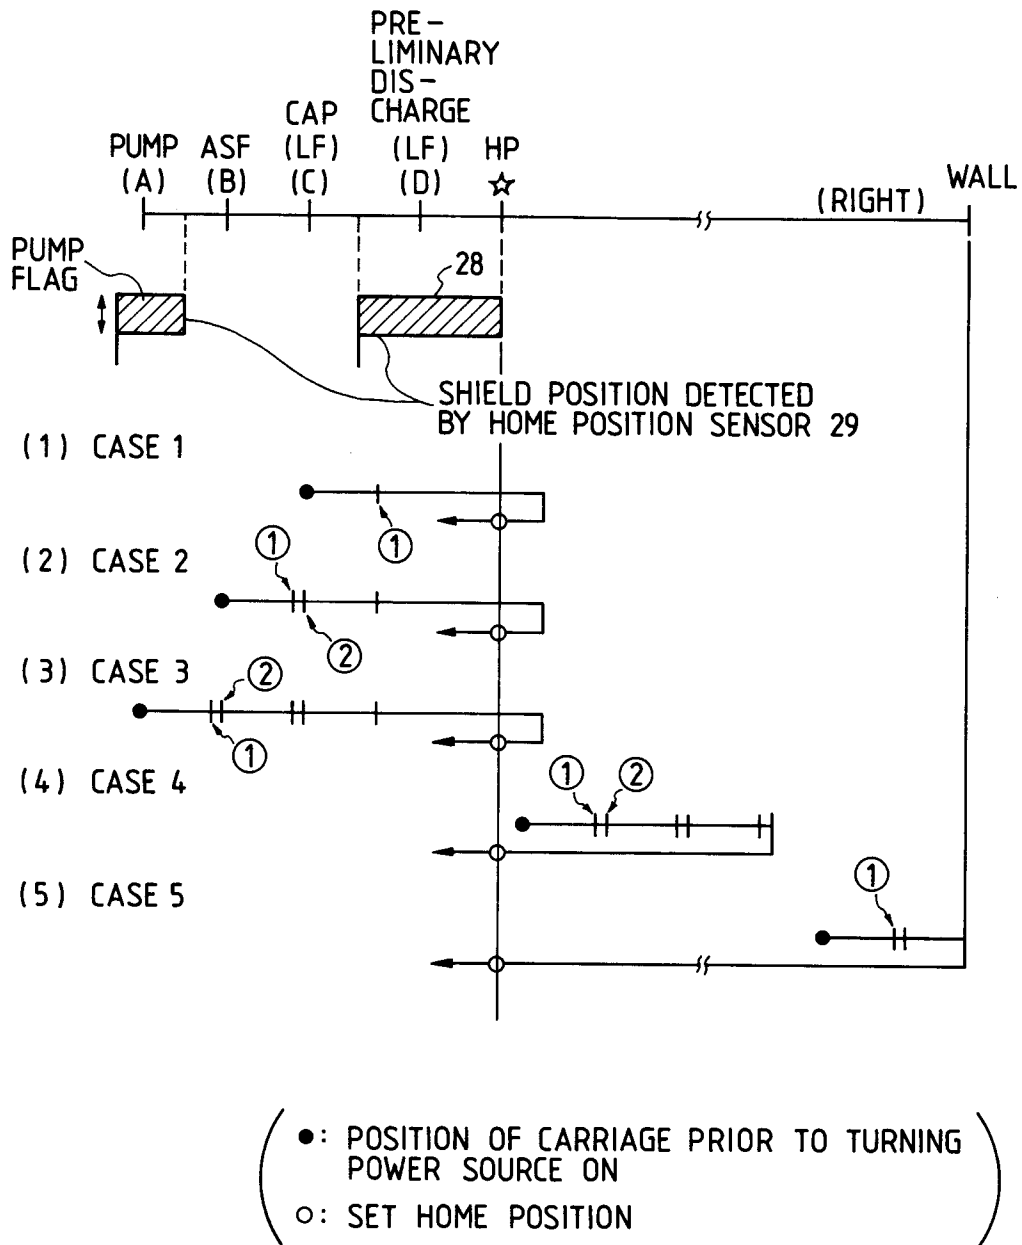 PRE-
LIMINARY
DIS-
CHARGE
CAP
PUMP ASF (LF) (LF) HP
(A) (B) (C) (D) ☆
WALL
(RIGHT)
PUMP
FLAG
28
SHIELD POSITION DETECTED
BY HOME POSITION SENSOR 29
(1) CASE 1
①
(2) CASE 2
①
②
(3) CASE 3
②
①
(4) CASE 4
① ②
(5) CASE 5
①
●: POSITION OF CARRIAGE PRIOR TO TURNING
POWER SOURCE ON
○: SET HOME POSITION